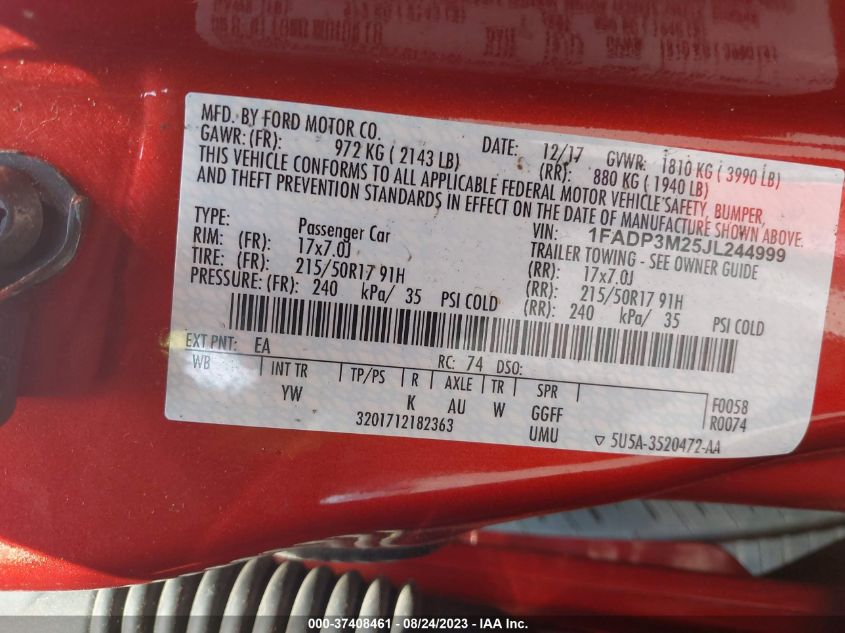 MFD. BY FORD MOTOR CO.
DATE: 12/17 GVWR: 1810 KG ( 3990 LB)
GAWR: (FR): 972 KG ( 2143 LB) (RR): 880 KG ( 1940 LB)
THIS VEHICLE CONFORMS TO ALL APPLICABLE FEDERAL MOTOR VEHICLE SAFETY, BUMPER,
AND THEFT PREVENTION STANDARDS IN EFFECT ON THE DATE OF MANUFACTURE SHOWN ABOVE.
VIN: 1FADP3M25JL244999
TYPE: Passenger Car TRAILER TOWING - SEE OWNER GUIDE
RIM: (FR): 17x7.0J (RR): 17x7.0J
TIRE: (FR): 215/50R17 91H (RR): 215/50R17 91H
COLD PRES: (FR): 240 kPa/ 35 PSI COLD (RR): 240 kPa/ 35 PSI COLD
EXT PNT: EA RC: 74 DSO:
WB INT TR TP/PS R AXLE TR SPR F0058
YW K AU W GGFF R0074
3201712182363 UMU ▽ 5U5A-3520472-AA
000-37408461 - 08/24/2023 - IAA Inc.